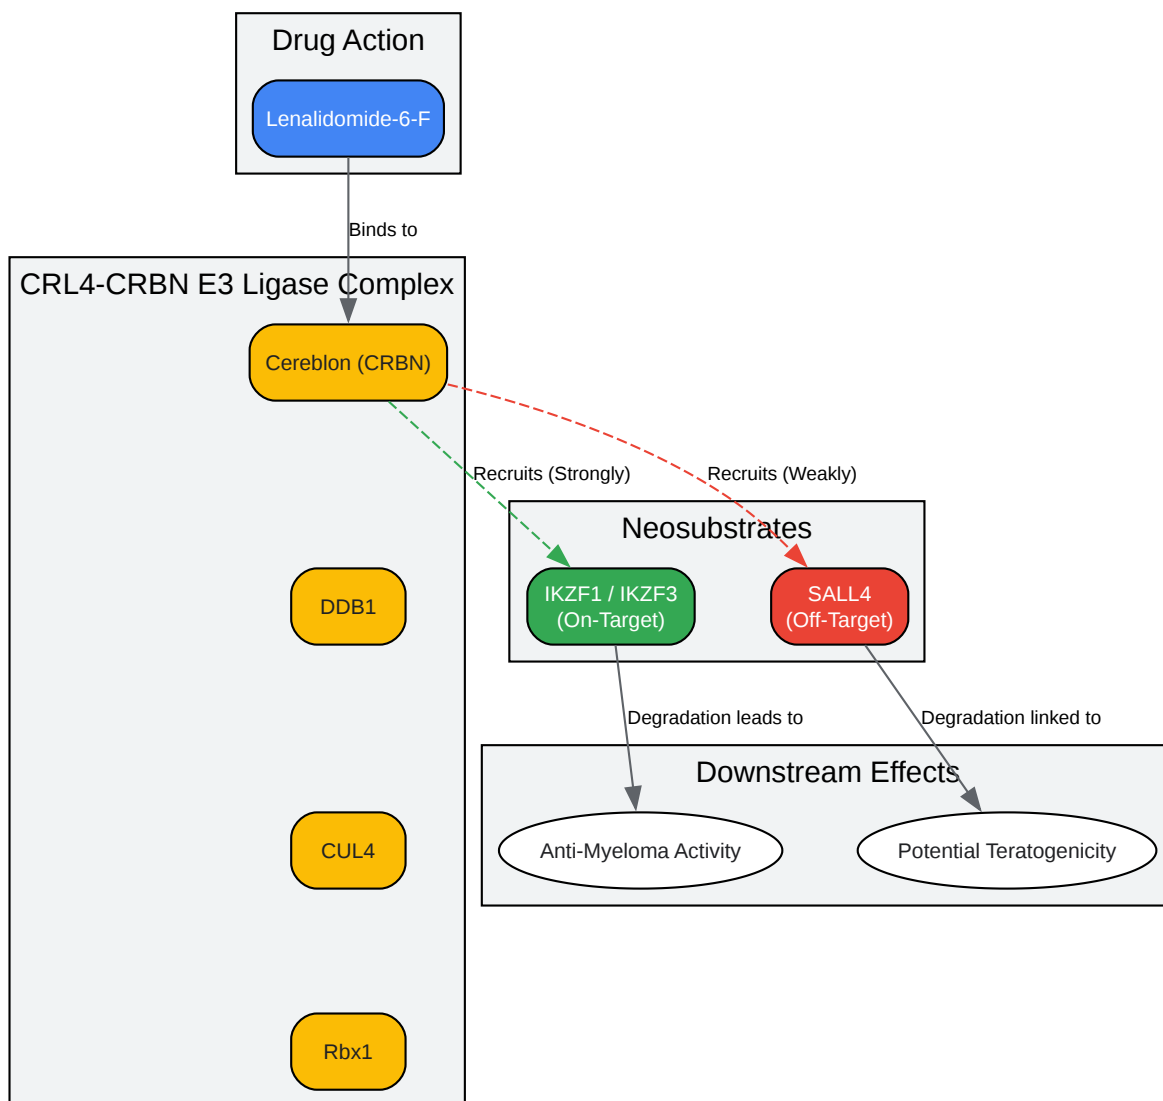 Drug Action
Lenalidomide-6-F
Binds to
CRL4-CRBN E3 Ligase Complex
Cereblon (CRBN)
Recruits (Strongly)
Recruits (Weakly)
Neosubstrates
IKZF1 / IKZF3
(On-Target)
SALL4
(Off-Target)
DDB1
Degradation leads to
Degradation linked to
Downstream Effects
Anti-Myeloma Activity
Potential Teratogenicity
CUL4
Rbx1